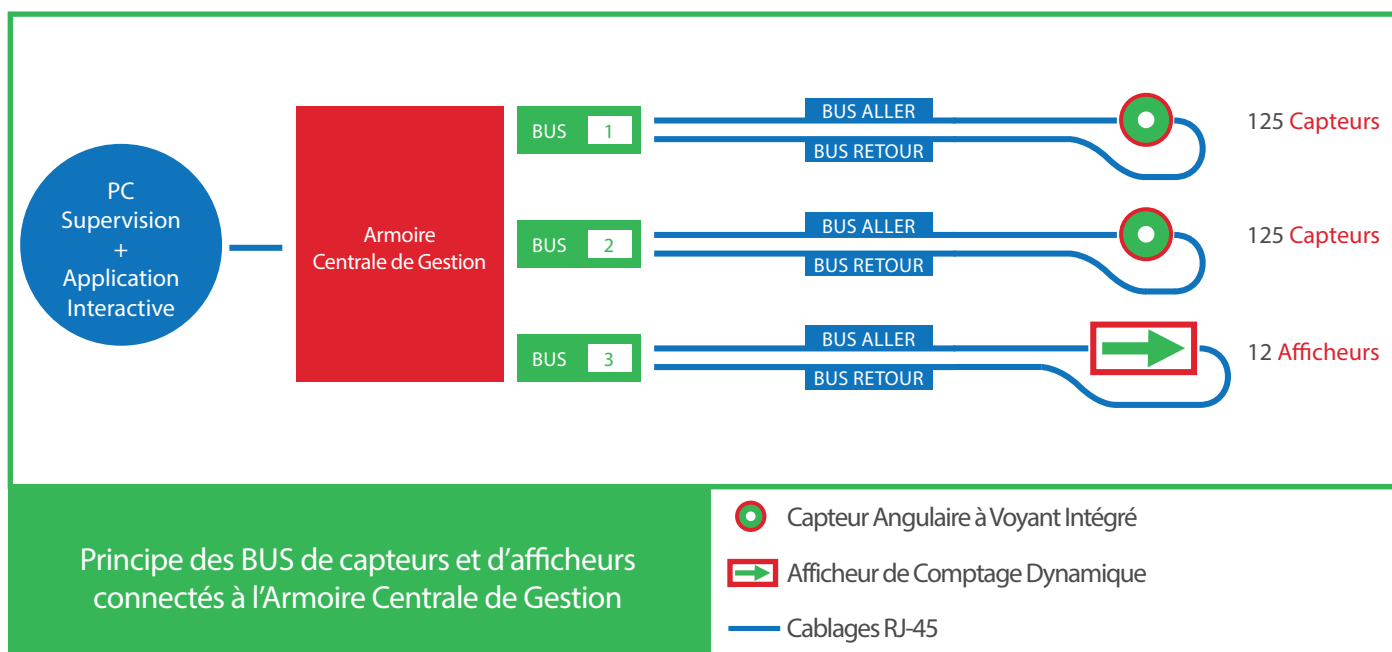 PC
Supervision
+
Application
Interactive
Armoire
Centrale de Gestion
BUS 1
BUS ALLER
BUS RETOUR
125 Capteurs
BUS 2
BUS ALLER
BUS RETOUR
125 Capteurs
BUS 3
BUS ALLER
BUS RETOUR
12 Afficheurs
Principe des BUS de capteurs et d’afficheurs
connectés à l’Armoire Centrale de Gestion
Capteur Angulaire à Voyant Intégré
Afficheur de Comptage Dynamique
Cablages RJ-45